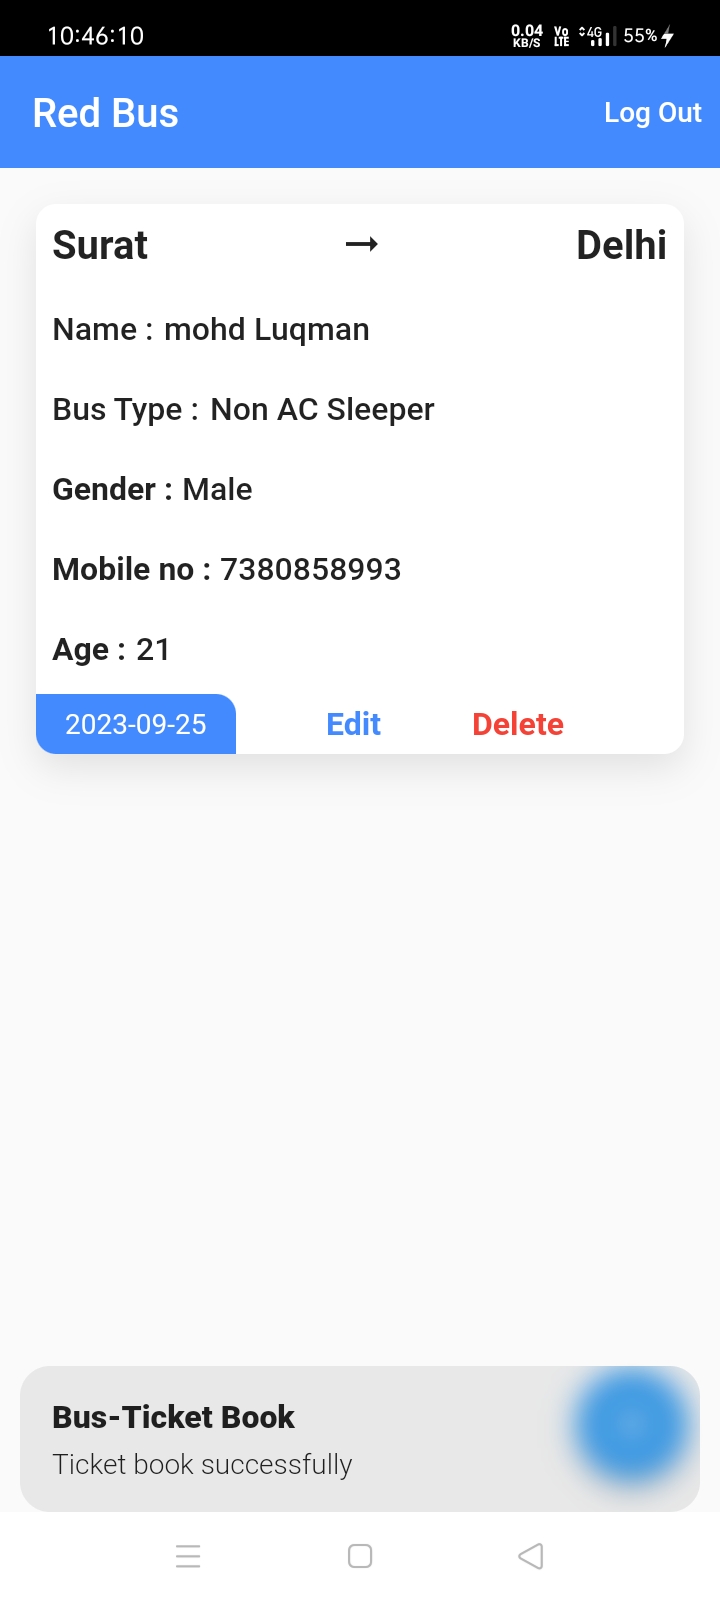 10:46:10
0.04 KB/S Vo LTE 4G 55%
Red Bus
Log Out
Surat → Delhi
Name : mohd Luqman
Bus Type : Non AC Sleeper
Gender : Male
Mobile no : 7380858993
Age : 21
2023-09-25 Edit Delete
Bus-Ticket Book
Ticket book successfully